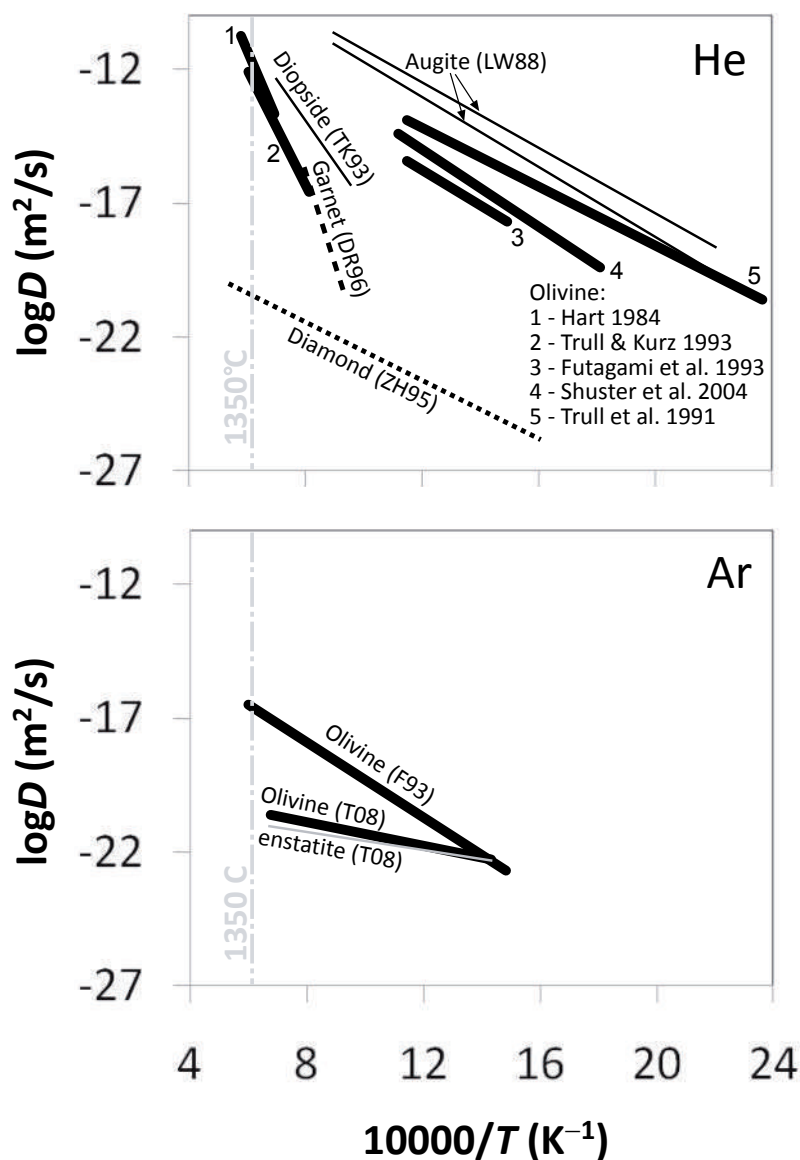 He
1
-12
Diopside (TK93)
Augite (LW88)
2
Garnet (DR96)
-17
3
4
5
logD (m²/s)
Olivine:
1 - Hart 1984
2 - Trull & Kurz 1993
3 - Futagami et al. 1993
4 - Shuster et al. 2004
5 - Trull et al. 1991
-22
Diamond (ZH95)
1350°C
-27
Ar
-12
-17
logD (m²/s)
Olivine (F93)
Olivine (T08)
enstatite (T08)
-22
1350 C
-27
4 8 12 16 20 24
10000/T (K⁻¹)